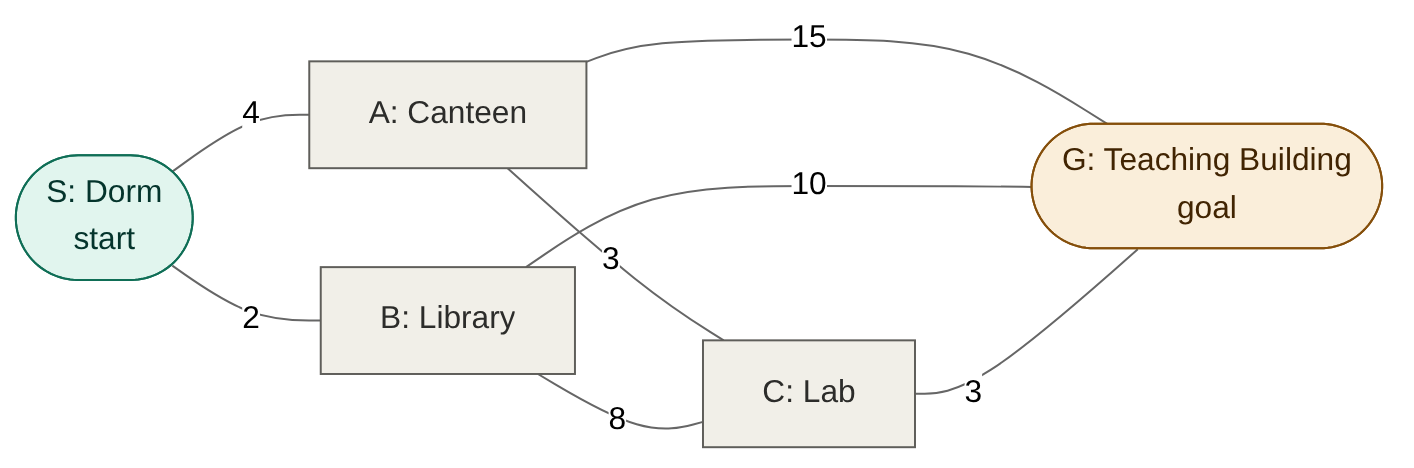 15
4
A: Canteen
G: Teaching Building
goal
S: Dorm
start
10
3
2
B: Library
C: Lab
3
8